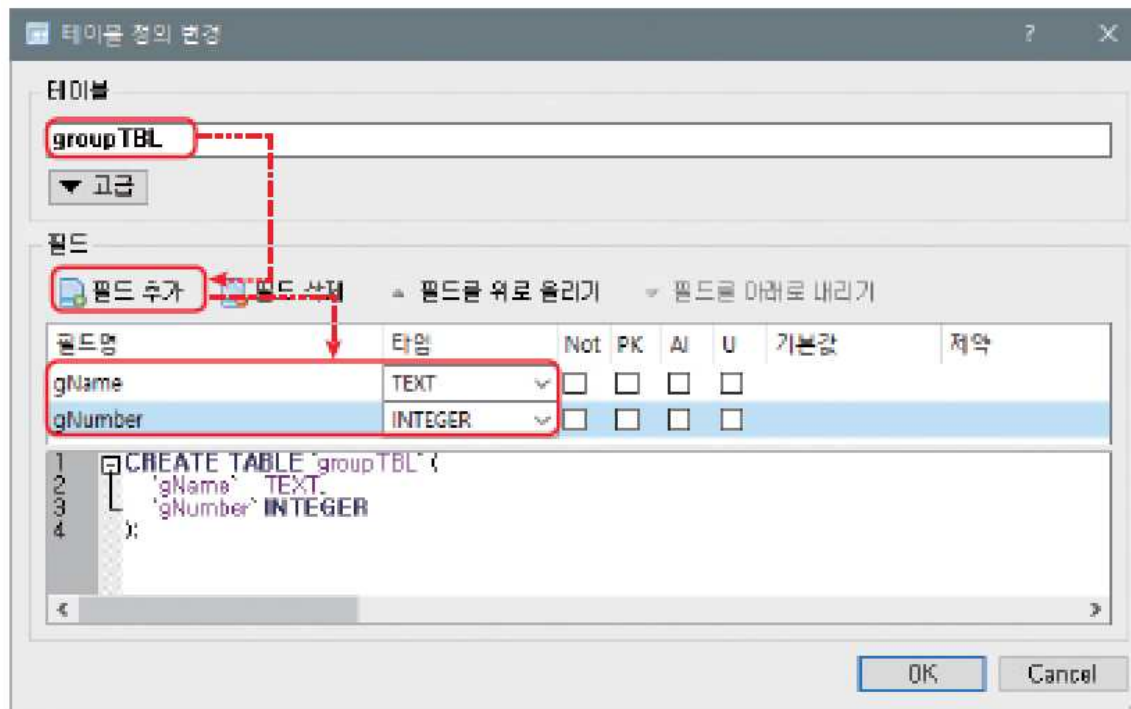 테이블 정의 변경 ? ×
테이블
groupTBL
▼ 고급
필드
필드 추가 필드 삭제 필드를 위로 올리기 필드를 아래로 내리기
필드명 타입 Not PK AI U 기본값 제약
gName TEXT
gNumber INTEGER
1 CREATE TABLE `groupTBL` (
2 `gName` TEXT,
3 `gNumber` INTEGER
4 );
OK Cancel